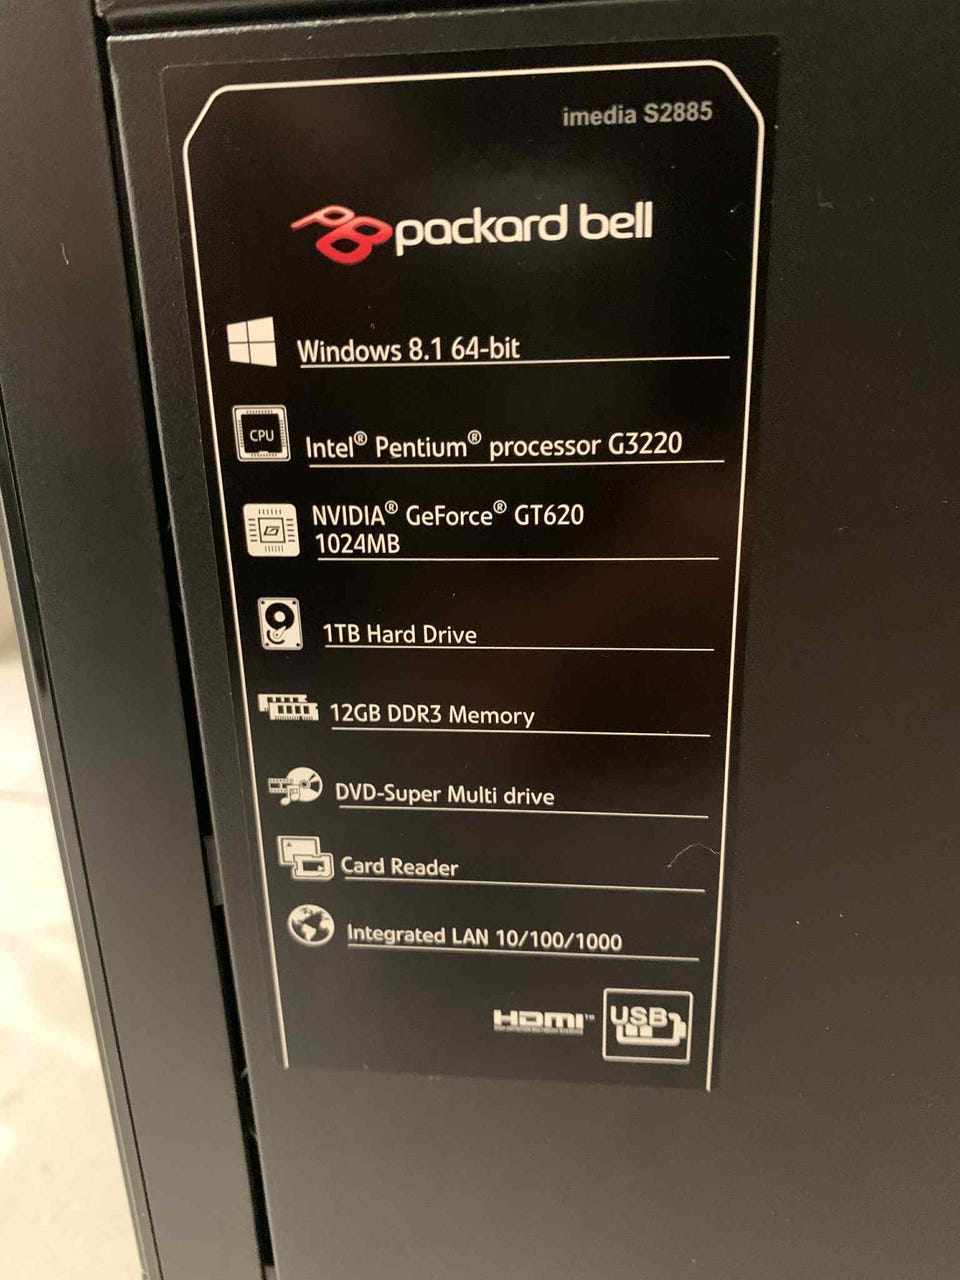 imedia S2885
packard bell
Windows 8.1 64-bit
CPU
Intel® Pentium® processor G3220
NVIDIA® GeForce® GT620
1024MB
1TB Hard Drive
12GB DDR3 Memory
DVD-Super Multi drive
Card Reader
Integrated LAN 10/100/1000
HDMI™
USB